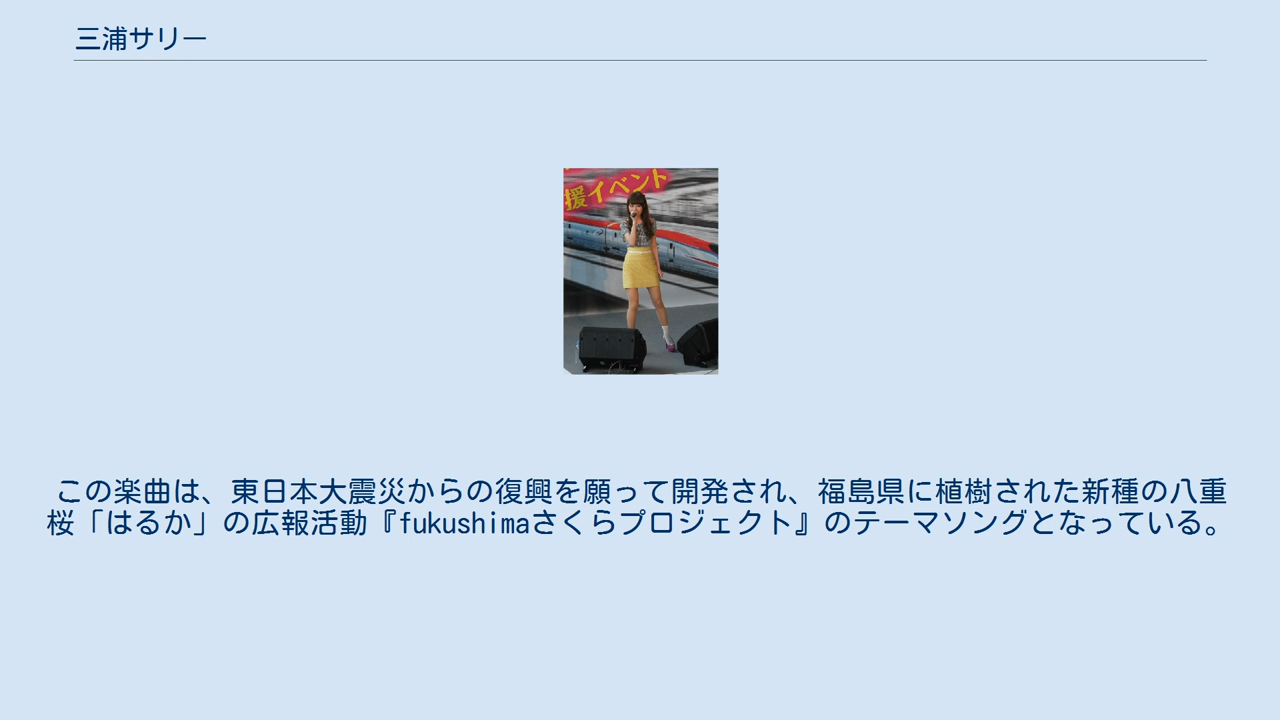 三浦サリー
援イベント
この楽曲は、東日本大震災からの復興を願って開発され、福島県に植樹された新種の八重
桜「はるか」の広報活動『fukushimaさくらプロジェクト』のテーマソングとなっている。